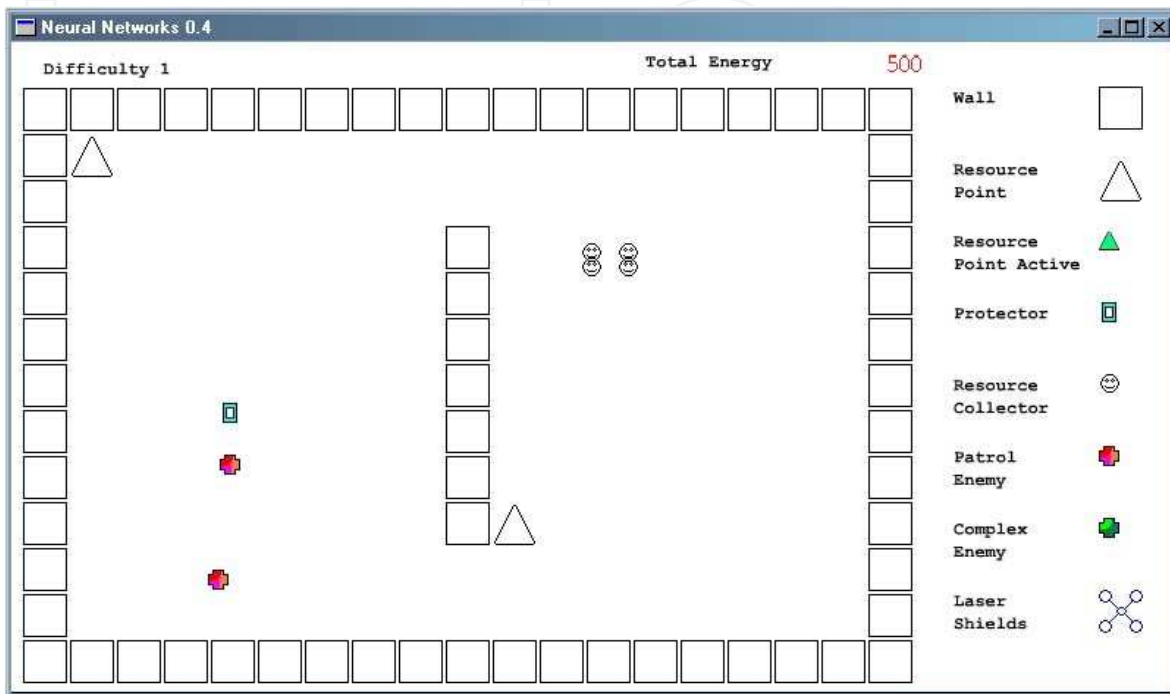 Neural Networks 0.4
Difficulty 1
Total Energy 500
Wall
Resource
Point
Resource
Point Active
Protector
Resource
Collector
Patrol
Enemy
Complex
Enemy
Laser
Shields